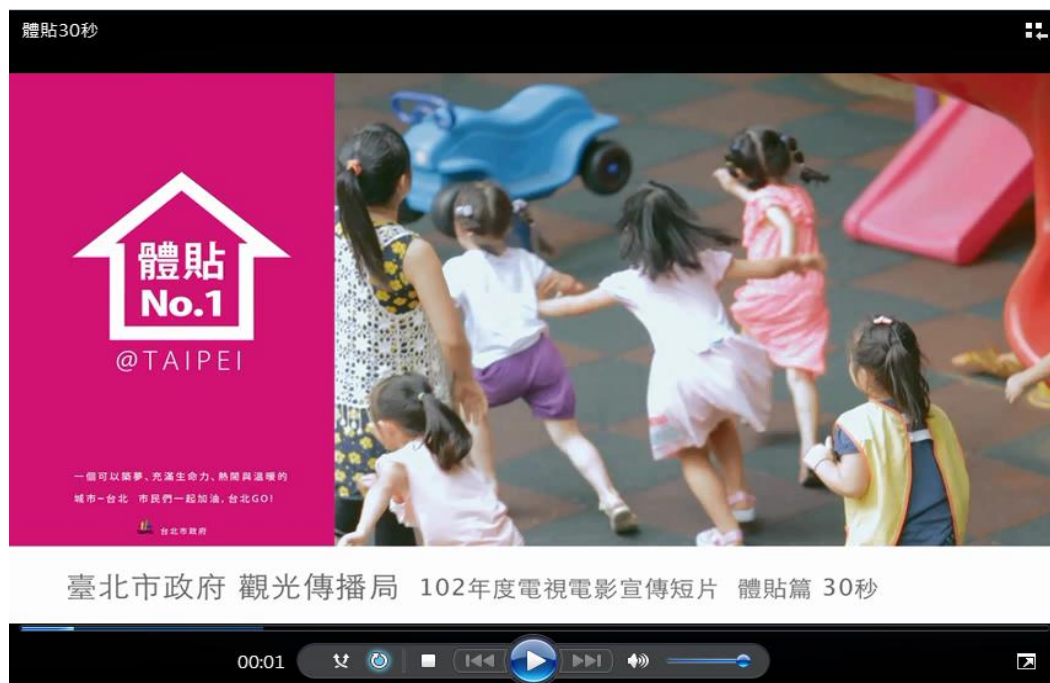 體貼30秒
體貼
No.1
@TAIPEI
一個可以築夢、充滿生命力、熱鬧與溫暖的
城市~台北 市民們一起加油,台北GO!
台北市政府
臺北市政府 觀光傳播局 102年度電視電影宣傳短片 體貼篇 30秒
00:01